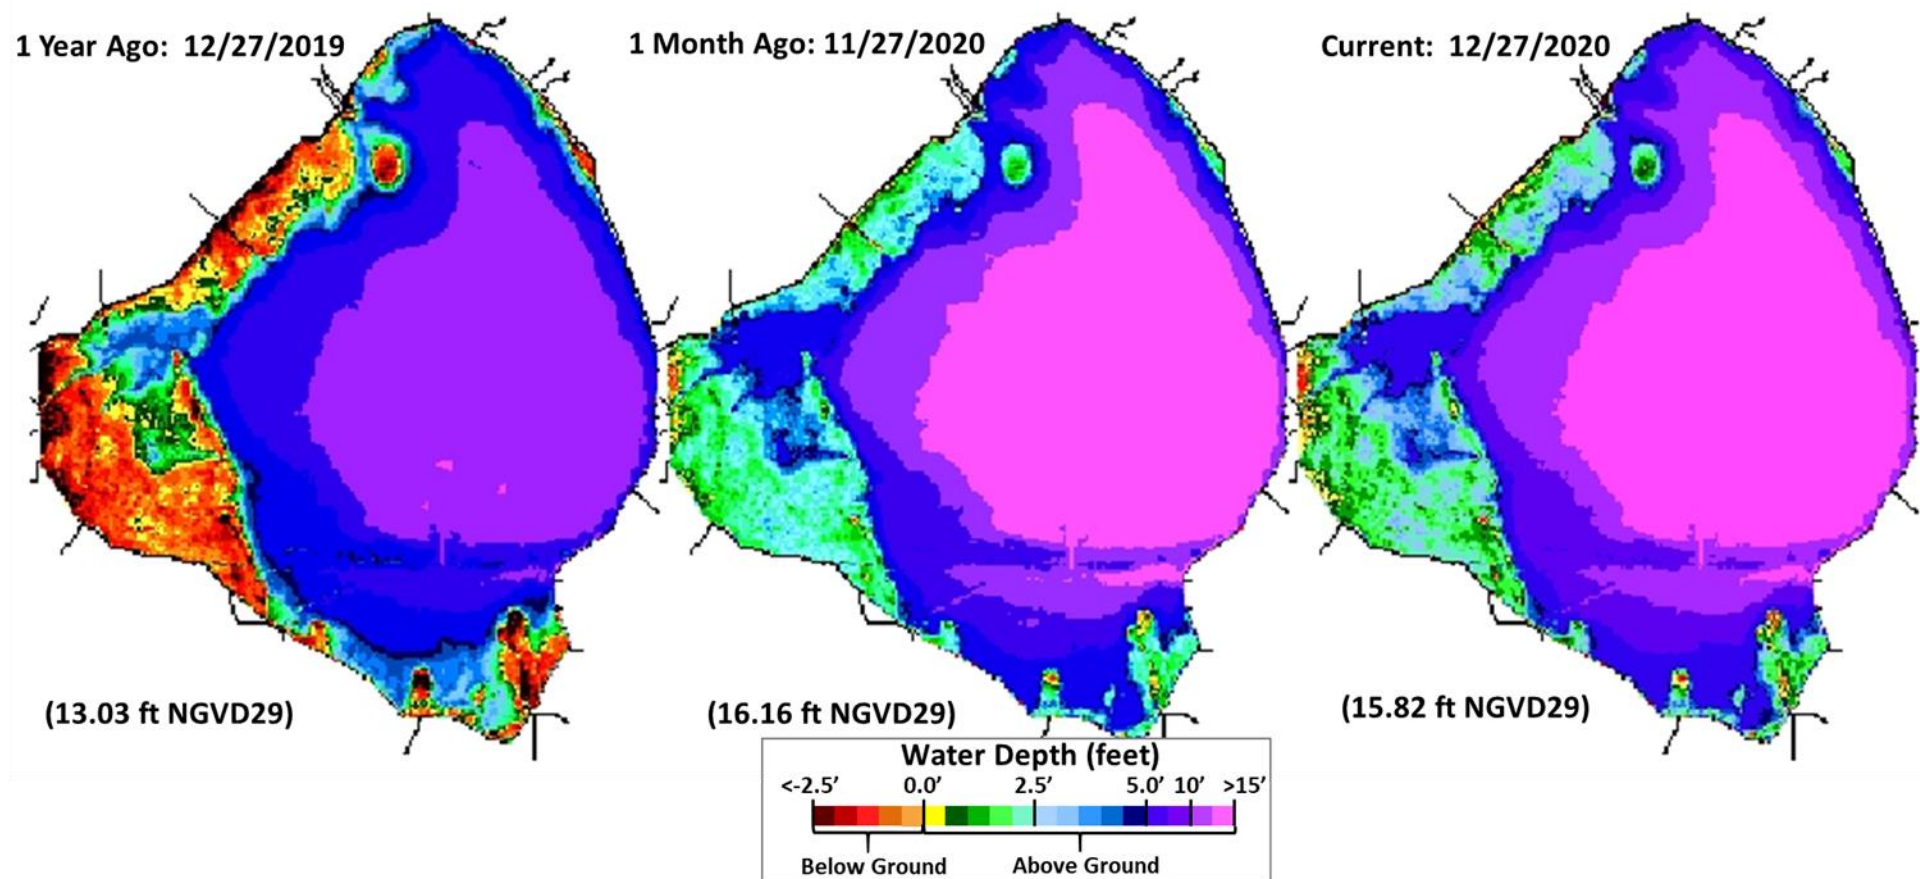 1 Year Ago: 12/27/2019
1 Month Ago: 11/27/2020
Current: 12/27/2020
(13.03 ft NGVD29)
(16.16 ft NGVD29)
(15.82 ft NGVD29)
Water Depth (feet)
<-2.5’ 0.0’ 2.5’ 5.0’ 10’ >15’
Below Ground Above Ground